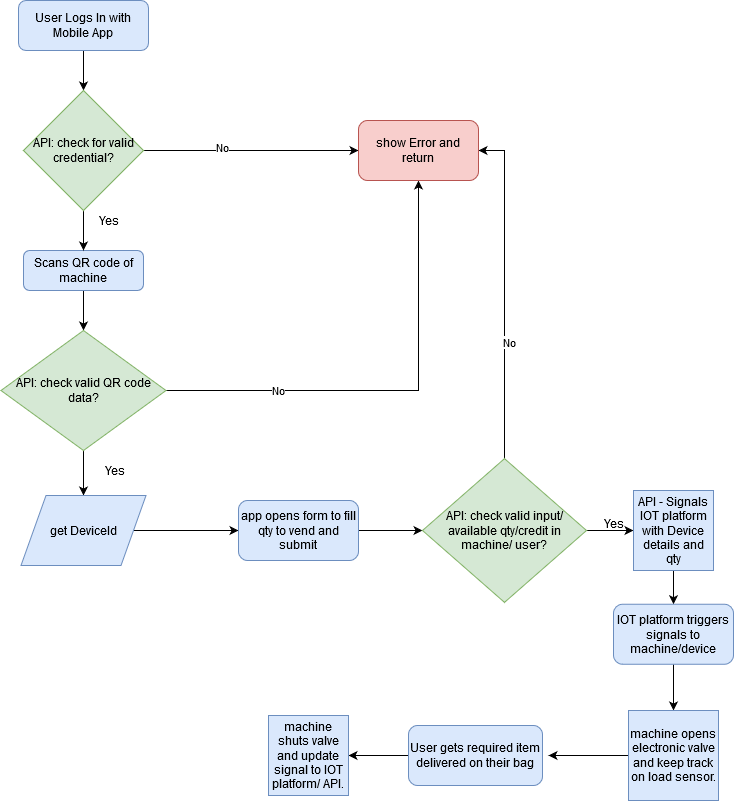 User Logs In with
Mobile App
API: check for valid
credential?
No
show Error and
return
Yes
Scans QR code of
machine
No
API: check valid QR code
data?
No
Yes
get DeviceId
app opens form to fill
qty to vend and
submit
API: check valid input/
available qty/credit in
machine/ user?
Yes
API - Signals
IOT platform
with Device
details and
qty
IOT platform triggers
signals to
machine/device
machine opens
electronic valve
and keep track
on load sensor.
User gets required item
delivered on their bag
machine
shuts valve
and update
signal to IOT
platform/ API.